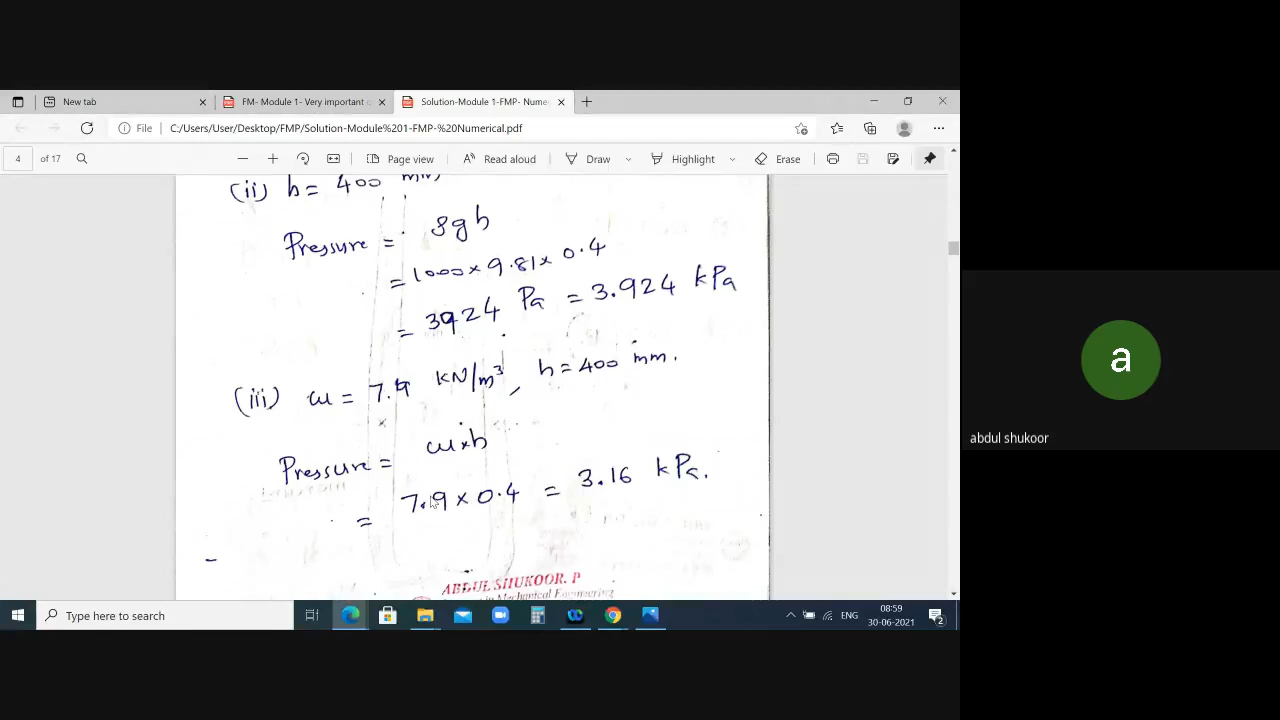 New tab
FM- Module 1- Very important
Solution-Module 1-FMP- Nume
File
C:/Users/User/Desktop/FMP/Solution-Module%201-FMP-%20Numerical.pdf
4 of 17
Page view
Read aloud
Draw
Highlight
Erase
(ii) h = 400 mm
Pressure = ρgh
= 1000 × 9.81 × 0.4
= 3924 Pa = 3.924 kPa
(iii) w = 7.9 KN/m³, h = 400 mm.
Pressure = w×h
= 7.9 × 0.4 = 3.16 kPa.
ABDUL SHUKOOR. P
in Mechanical Engineering
a
abdul shukoor
Type here to search
ENG
08:59
30-06-2021
2